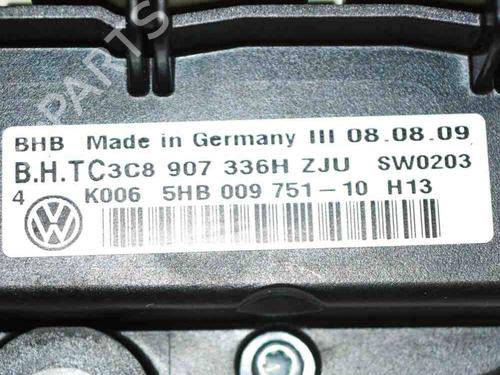 PARTS
BHB Made in Germany III 08.08.09
B.H.TC3C8 907 336H ZJU SW0203
4 K006 5HB 009 751-10 H13